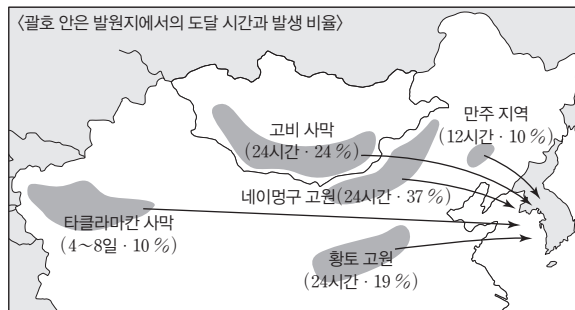 〈괄호 안은 발원지에서의 도달 시간과 발생 비율〉
고비 사막
(24시간 · 24 %)
만주 지역
(12시간 · 10 %)
네이멍구 고원(24시간 · 37 %)
타클라마칸 사막
(4～8일 · 10 %)
황토 고원
(24시간 · 19 %)